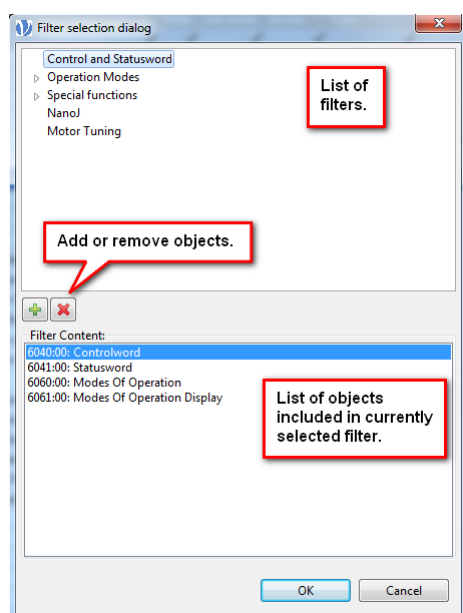 Filter selection dialog
Control and Statusword
Operation Modes
Special functions
NanoJ
Motor Tuning
List of
filters.
Add or remove objects.
Filter Content:
6040:00: Controlword
6041:00: Statusword
6060:00: Modes Of Operation
6061:00: Modes Of Operation Display
List of objects
included in currently
selected filter.
OK
Cancel